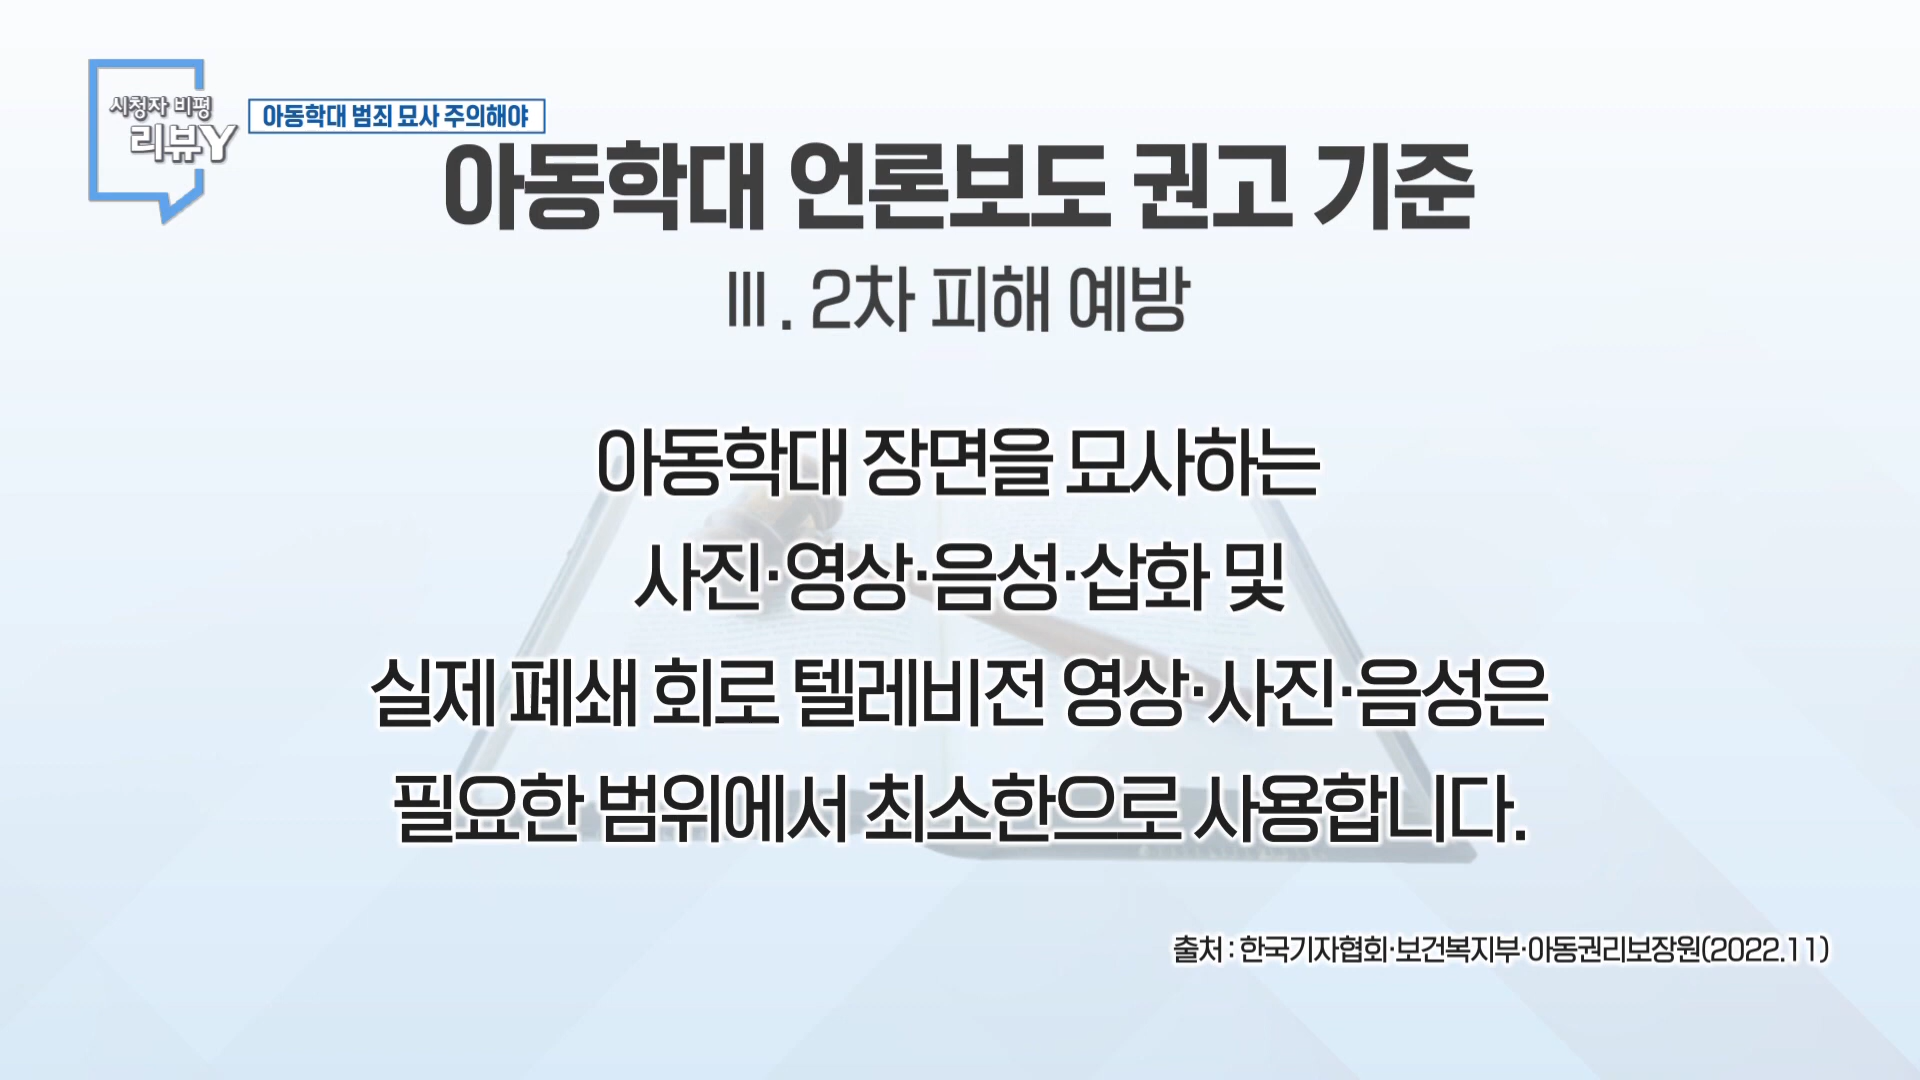 시청자 비평
리뷰Y
아동학대 범죄 묘사 주의해야
아동학대 언론보도 권고 기준
Ⅲ. 2차 피해 예방
아동학대 장면을 묘사하는
사진·영상·음성·삽화 및
실제 폐쇄 회로 텔레비전 영상·사진·음성은
필요한 범위에서 최소한으로 사용합니다.
출처 : 한국기자협회·보건복지부·아동권리보장원(2022.11)